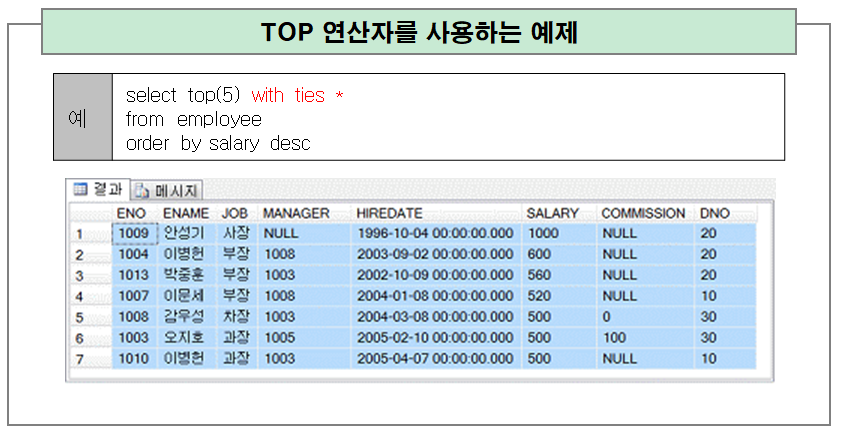 TOP 연산자를 사용하는 예제
예
select top(5) with ties *
from employee
order by salary desc
결과 메시지
ENO ENAME JOB MANAGER HIREDATE SALARY COMMISSION DNO
1 1009 안성기 사장 NULL 1996-10-04 00:00:00.000 1000 NULL 20
2 1004 이병헌 부장 1008 2003-09-02 00:00:00.000 600 NULL 20
3 1013 박중훈 부장 1003 2002-10-09 00:00:00.000 560 NULL 20
4 1007 이문세 부장 1008 2004-01-08 00:00:00.000 520 NULL 10
5 1008 감우성 차장 1003 2004-03-08 00:00:00.000 500 0 30
6 1003 오지호 과장 1005 2005-02-10 00:00:00.000 500 100 30
7 1010 이병헌 과장 1003 2005-04-07 00:00:00.000 500 NULL 10